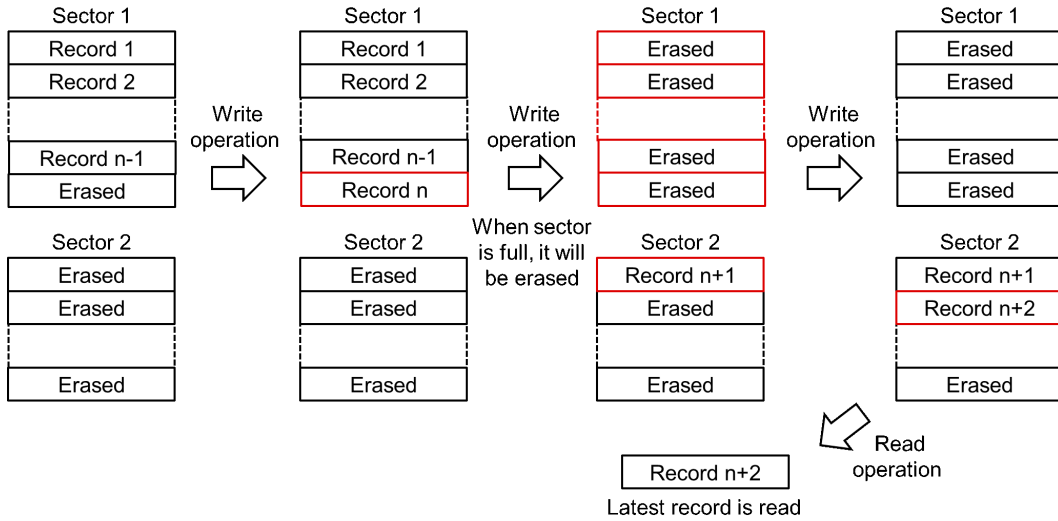 Sector 1
Record 1
Record 2
Record n-1
Erased
Sector 2
Erased
Erased
Erased
Write
operation
Sector 1
Record 1
Record 2
Record n-1
Record n
Sector 2
Erased
Erased
Erased
Write
operation
When sector
is full, it will
be erased
Sector 1
Erased
Erased
Erased
Erased
Sector 2
Record n+1
Erased
Erased
Write
operation
Sector 1
Erased
Erased
Erased
Erased
Sector 2
Record n+1
Record n+2
Erased
Read
operation
Record n+2
Latest record is read